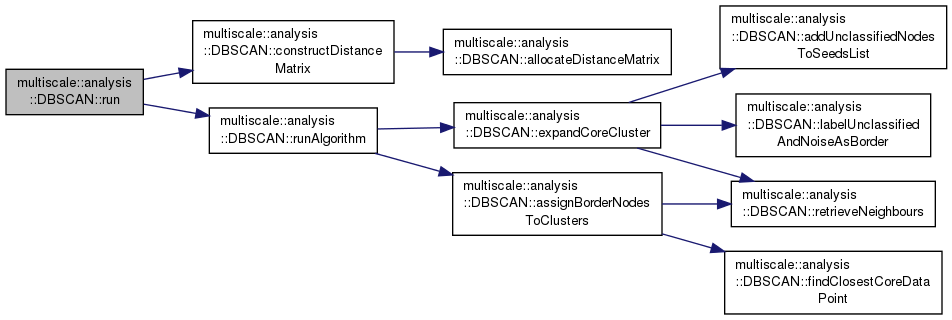 multiscale::analysis
::DBSCAN::run
multiscale::analysis
::DBSCAN::constructDistance
Matrix
multiscale::analysis
::DBSCAN::allocateDistanceMatrix
multiscale::analysis
::DBSCAN::runAlgorithm
multiscale::analysis
::DBSCAN::expandCoreCluster
multiscale::analysis
::DBSCAN::assignBorderNodes
ToClusters
multiscale::analysis
::DBSCAN::addUnclassifiedNodes
ToSeedsList
multiscale::analysis
::DBSCAN::labelUnclassified
AndNoiseAsBorder
multiscale::analysis
::DBSCAN::retrieveNeighbours
multiscale::analysis
::DBSCAN::findClosestCoreData
Point